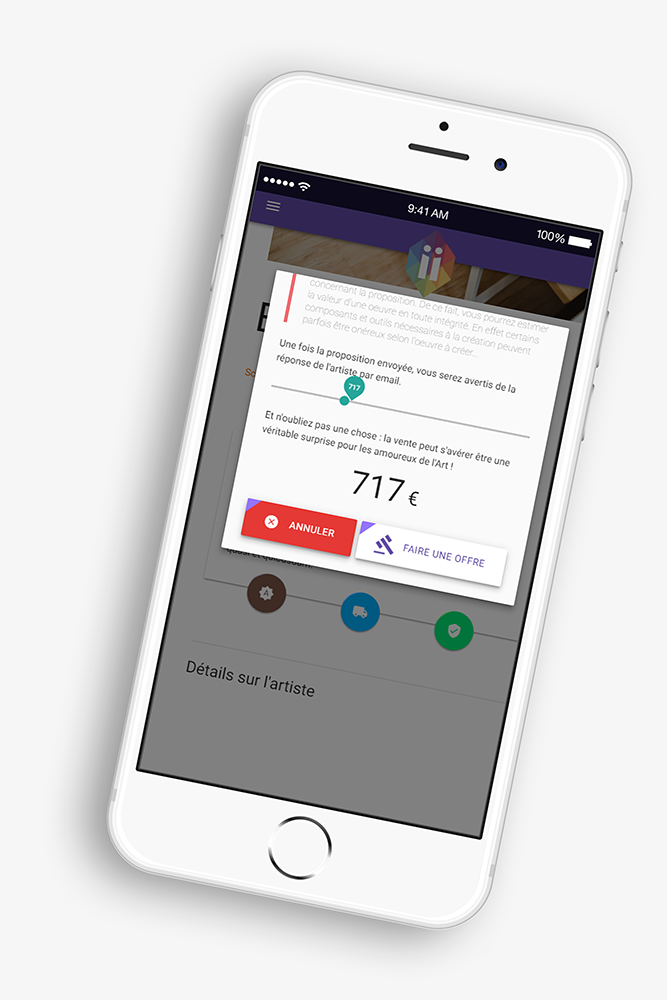 9:41 AM
100%
concernant la proposition. De ce fait, vous pourrez estimer
la valeur d'une oeuvre en toute intégrité. En effet certains
composants et outils nécessaires à la création peuvent
parfois être onéreux selon l'oeuvre à créer...
Une fois la proposition envoyée, vous serez avertis de la
réponse de l'artiste par email.
717
Et n'oubliez pas une chose : la vente peut s'avérer être une
véritable surprise pour les amoureux de l'Art !
717 €
ANNULER
FAIRE UNE OFFRE
Détails sur l'artiste